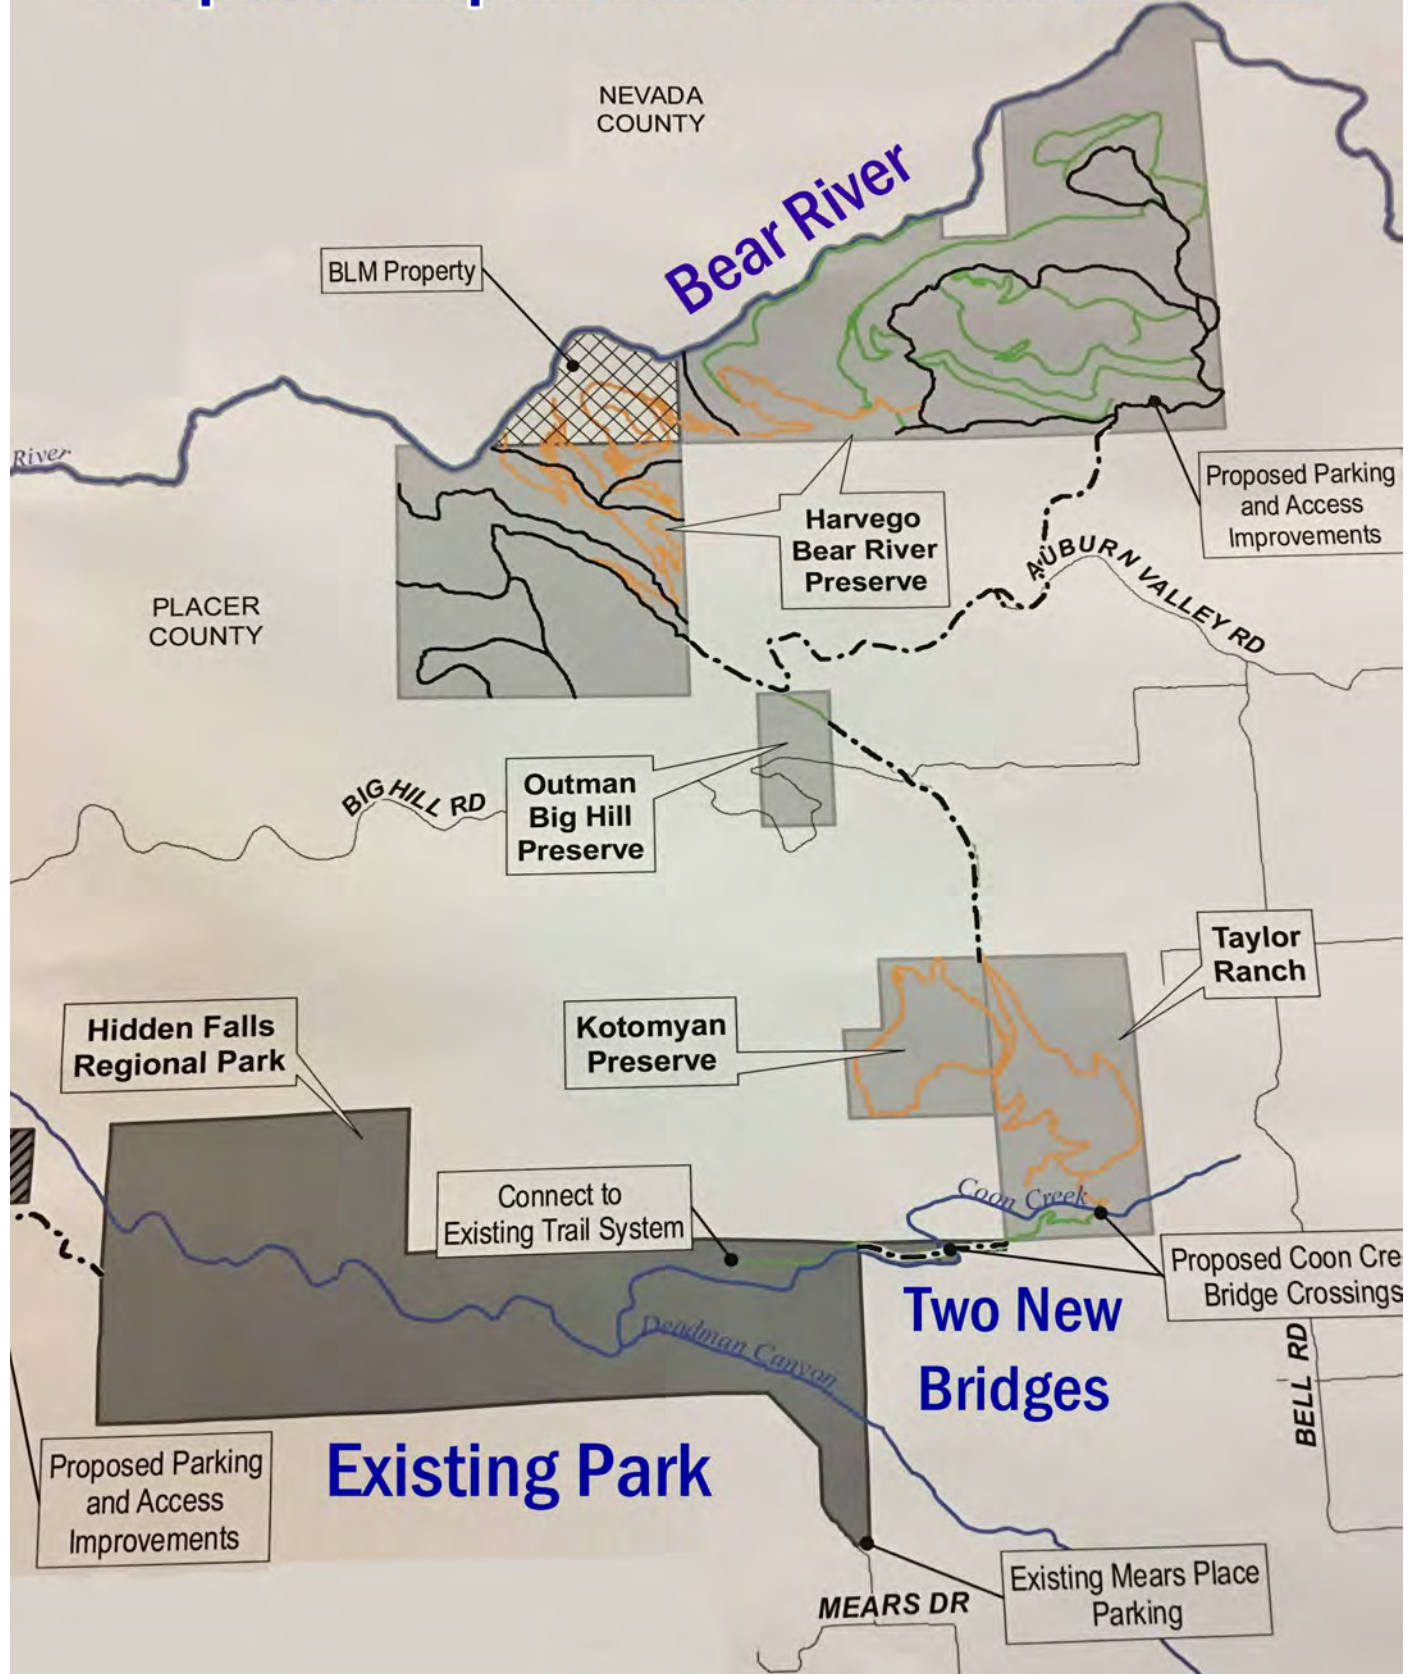 NEVADA
COUNTY
Bear River
BLM Property
River
Proposed Parking
and Access
Improvements
Harvego
Bear River
Preserve
AUBURN VALLEY RD
PLACER
COUNTY
BIG HILL RD
Outman
Big Hill
Preserve
Taylor
Ranch
Hidden Falls
Regional Park
Kotomyan
Preserve
Connect to
Existing Trail System
Coon Creek
Proposed Coon Cre
Bridge Crossings
Two New
Bridges
Deadman Canyon
BELL RD
Existing Park
Proposed Parking
and Access
Improvements
Existing Mears Place
Parking
MEARS DR